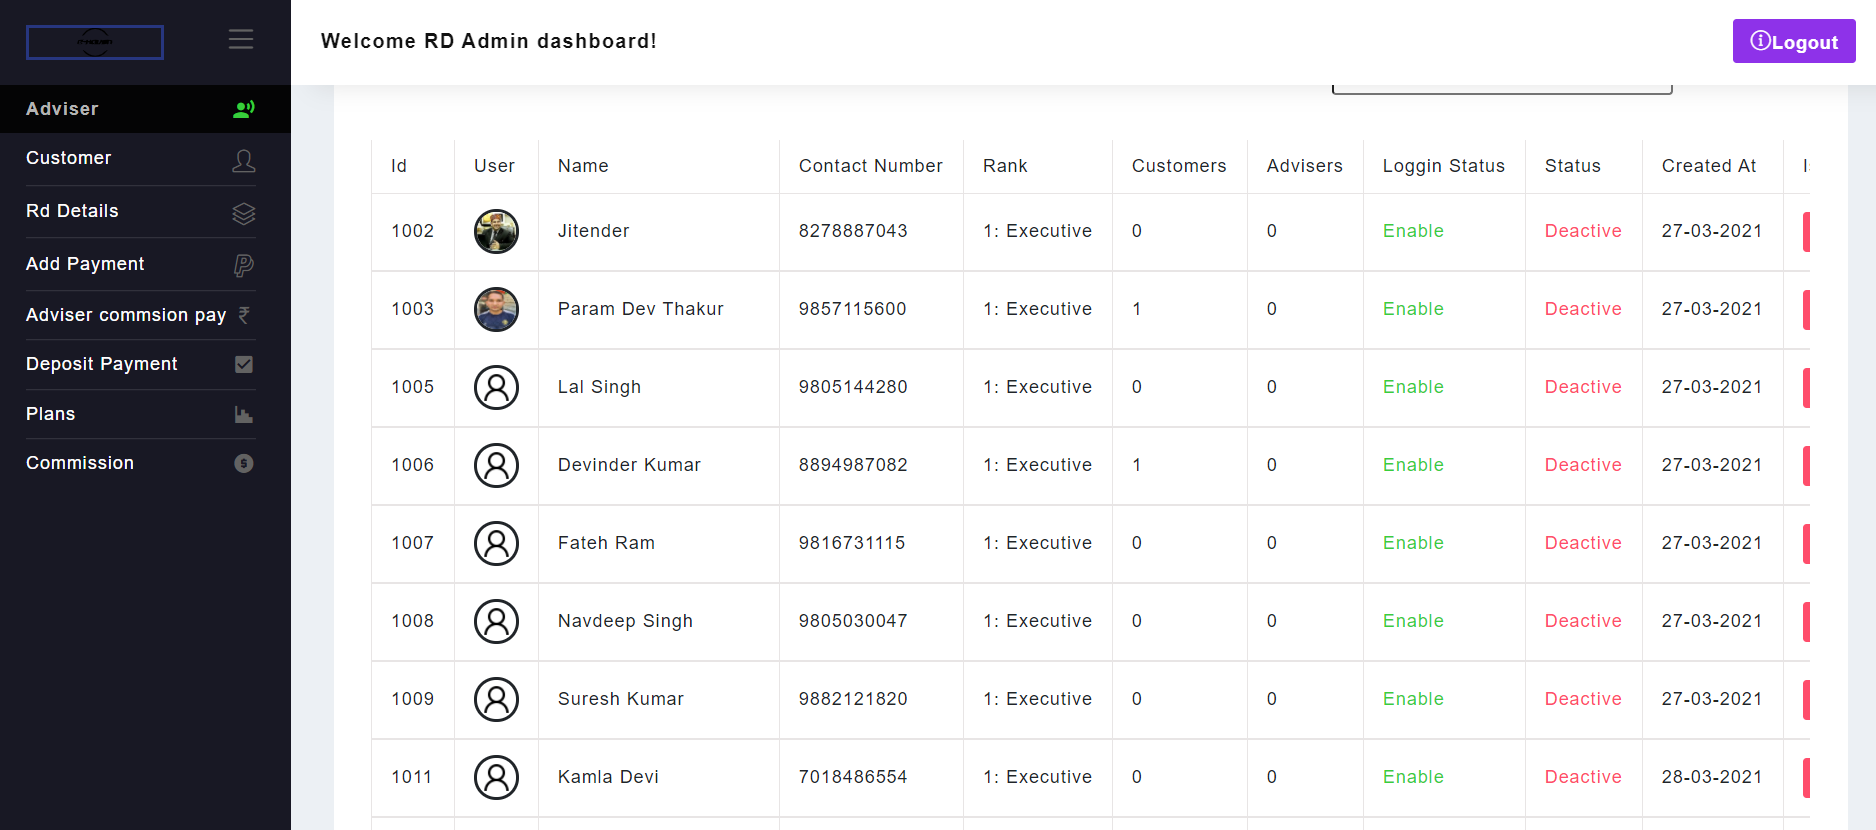 Welcome RD Admin dashboard!
Logout
Adviser
Customer
Rd Details
Add Payment
Adviser commsion pay ₹
Deposit Payment
Plans
Commission
Id User Name Contact Number Rank Customers Advisers Loggin Status Status Created At
1002 Jitender 8278887043 1: Executive 0 0 Enable Deactive 27-03-2021
1003 Param Dev Thakur 9857115600 1: Executive 1 0 Enable Deactive 27-03-2021
1005 Lal Singh 9805144280 1: Executive 0 0 Enable Deactive 27-03-2021
1006 Devinder Kumar 8894987082 1: Executive 1 0 Enable Deactive 27-03-2021
1007 Fateh Ram 9816731115 1: Executive 0 0 Enable Deactive 27-03-2021
1008 Navdeep Singh 9805030047 1: Executive 0 0 Enable Deactive 27-03-2021
1009 Suresh Kumar 9882121820 1: Executive 0 0 Enable Deactive 27-03-2021
1011 Kamla Devi 7018486554 1: Executive 0 0 Enable Deactive 28-03-2021